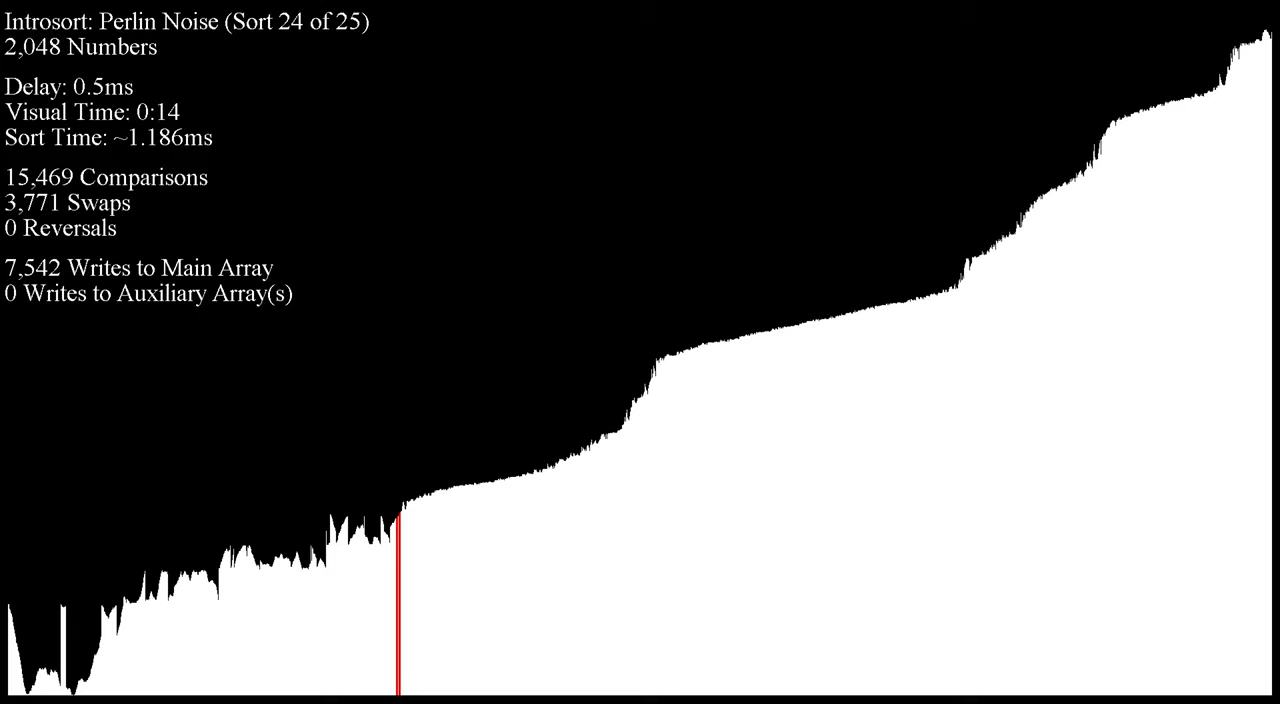 Introsort: Perlin Noise (Sort 24 of 25)
2,048 Numbers
Delay: 0.5ms
Visual Time: 0:14
Sort Time: ~1.186ms
15,469 Comparisons
3,771 Swaps
0 Reversals
7,542 Writes to Main Array
0 Writes to Auxiliary Array(s)